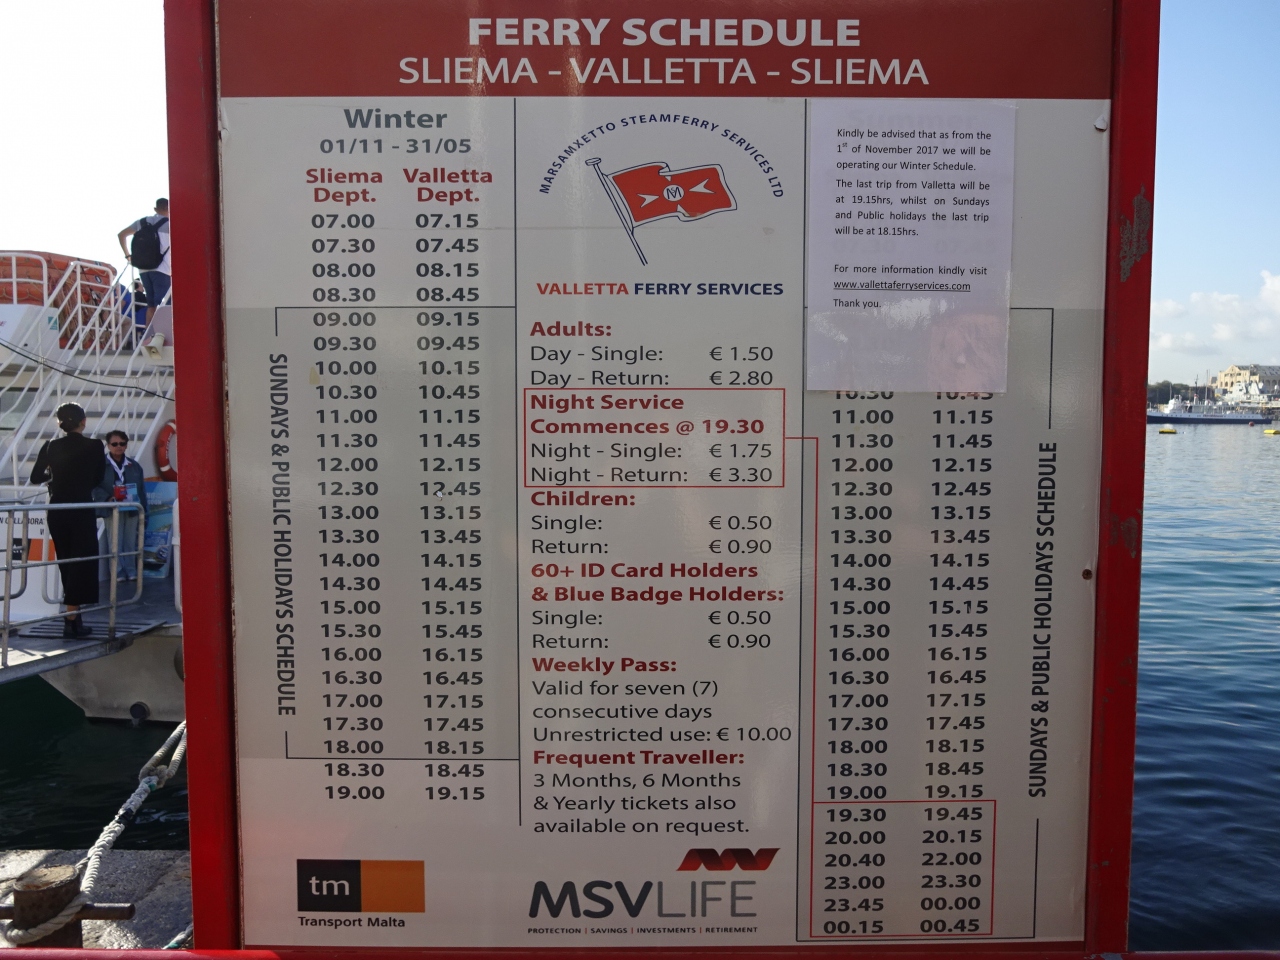 FERRY SCHEDULE
SLIEMA - VALLETTA - SLIEMA
Winter
01/11 - 31/05
Sliema Valletta
Dept. Dept.
07.00 07.15
07.30 07.45
08.00 08.15
08.30 08.45
09.00 09.15
09.30 09.45
10.00 10.15
10.30 10.45
11.00 11.15
11.30 11.45
12.00 12.15
12.30 12.45
13.00 13.15
13.30 13.45
14.00 14.15
14.30 14.45
15.00 15.15
15.30 15.45
16.00 16.15
16.30 16.45
17.00 17.15
17.30 17.45
18.00 18.15
18.30 18.45
19.00 19.15
SUNDAYS & PUBLIC HOLIDAYS SCHEDULE
tm
Transport Malta
MARSAMXETTO STEAMFERRY SERVICES LTD
VALLETTA FERRY SERVICES
Adults:
Day - Single: € 1.50
Day - Return: € 2.80
Night Service
Commences @ 19.30
Night - Single: € 1.75
Night - Return: € 3.30
Children:
Single: € 0.50
Return: € 0.90
60+ ID Card Holders
& Blue Badge Holders:
Single: € 0.50
Return: € 0.90
Weekly Pass:
Valid for seven (7)
consecutive days
Unrestricted use: € 10.00
Frequent Traveller:
3 Months, 6 Months
& Yearly tickets also
available on request.
MSVLIFE
PROTECTION | SAVINGS | INVESTMENTS | RETIREMENT
Summer
Kindly be advised that as from the
1st of November 2017 we will be
operating our Winter Schedule.
The last trip from Valletta will be
at 19.15hrs, whilst on Sundays
and Public holidays the last trip
will be at 18.15hrs.
For more information kindly visit
www.vallettaferryservices.com
Thank you.
10.30 10.45
11.00 11.15
11.30 11.45
12.00 12.15
12.30 12.45
13.00 13.15
13.30 13.45
14.00 14.15
14.30 14.45
15.00 15.15
15.30 15.45
16.00 16.15
16.30 16.45
17.00 17.15
17.30 17.45
18.00 18.15
18.30 18.45
19.00 19.15
19.30 19.45
20.00 20.15
20.40 22.00
23.00 23.30
23.45 00.00
00.15 00.45
SUNDAYS & PUBLIC HOLIDAYS SCHEDULE